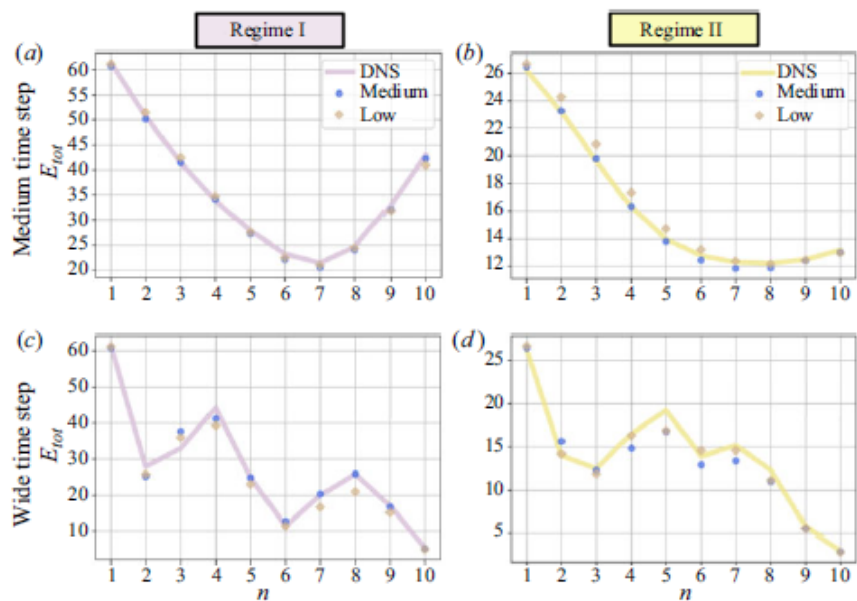 Regime I
Regime II
(a)
Medium time step
E_tot
60
55
50
45
40
35
30
25
20
DNS
Medium
Low
1 2 3 4 5 6 7 8 9 10
(b)
26
24
22
20
18
16
14
12
DNS
Medium
Low
1 2 3 4 5 6 7 8 9 10
(c)
Wide time step
E_tot
60
50
40
30
20
10
1 2 3 4 5 6 7 8 9 10
n
(d)
25
20
15
10
5
1 2 3 4 5 6 7 8 9 10
n